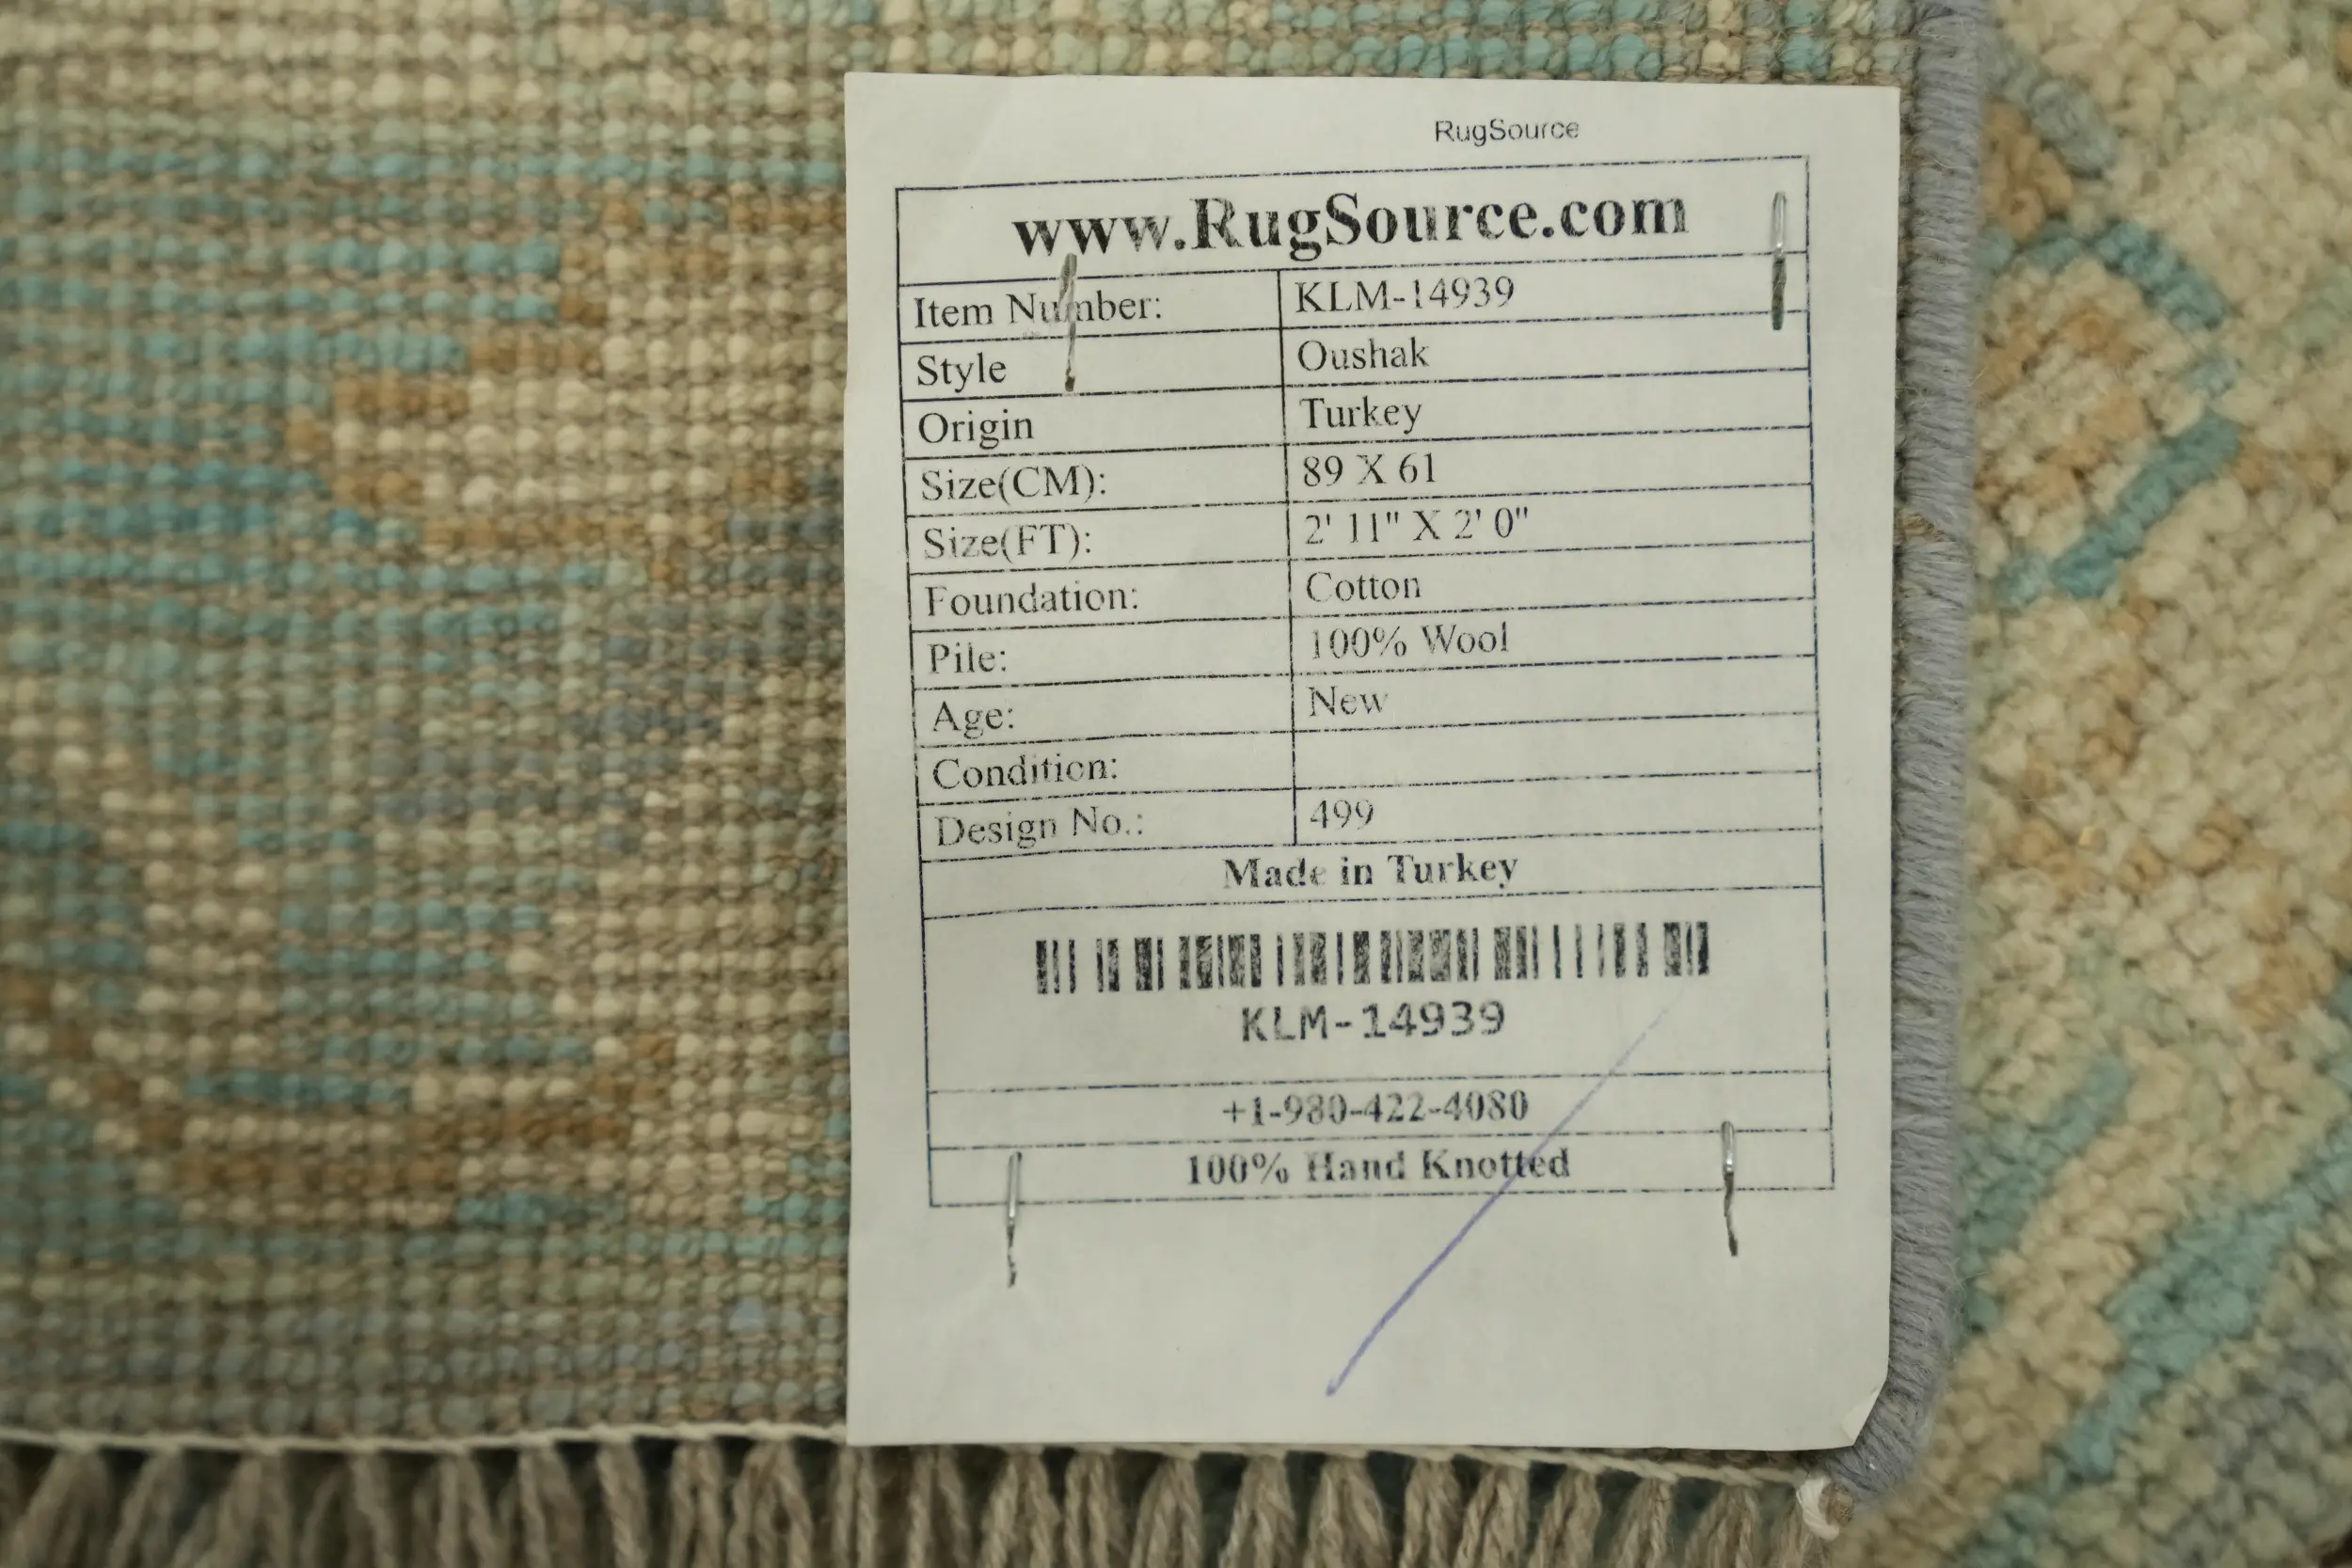 RugSource
www.RugSource.com
Item Number: KLM-14939
Style Oushak
Origin Turkey
Size(CM): 89 X 61
Size(FT): 2' 11" X 2' 0"
Foundation: Cotton
Pile: 100% Wool
Age: New
Condition:
Design No.: 499
Made in Turkey
KLM-14939
+1-980-422-4080
100% Hand Knotted